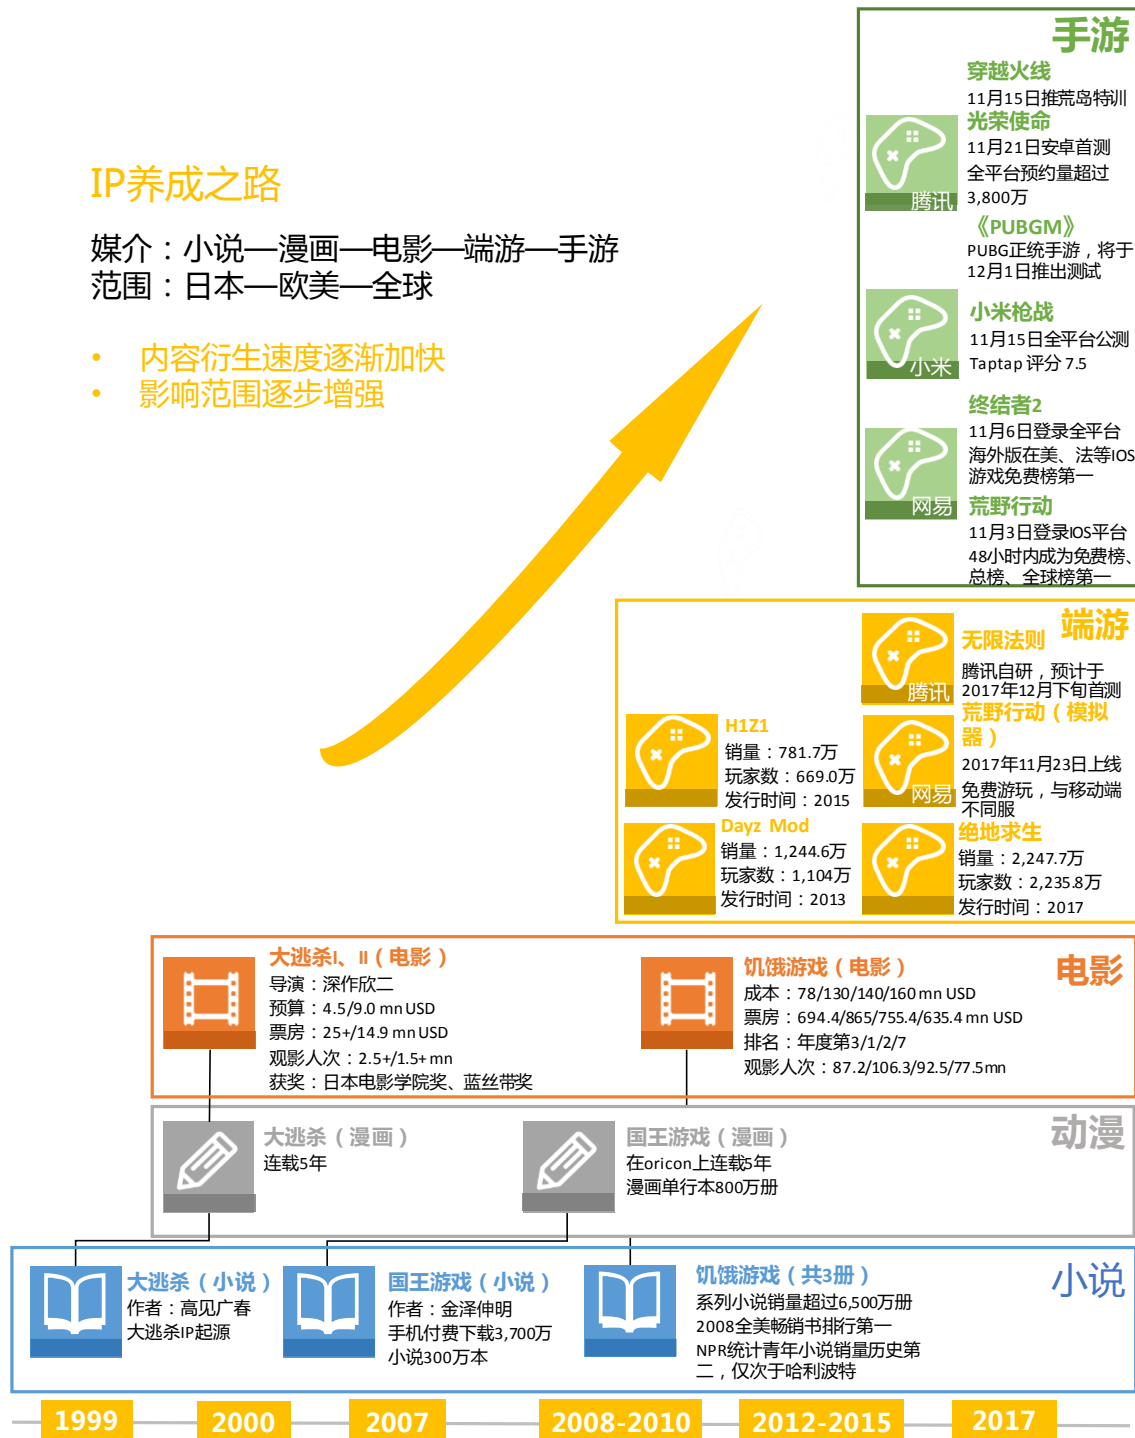 手游
穿越火线
11月15日推荒岛特训
光荣使命
11月21日安卓首测
全平台预约量超过
3,800万
腾讯
《PUBGM》
PUBG正统手游，将于
12月1日推出测试
小米枪战
11月15日全平台公测
Taptap 评分 7.5
小米
终结者2
11月6日登录全平台
海外版在美、法等IOS
游戏免费榜第一
网易
荒野行动
11月3日登录IOS平台
48小时内成为免费榜、
总榜、全球榜第一
IP养成之路
媒介：小说—漫画—电影—端游—手游
范围：日本—欧美—全球
• 内容衍生速度逐渐加快
• 影响范围逐步增强
端游
无限法则
腾讯自研，预计于
2017年12月下旬首测
腾讯
H1Z1
销量：781.7万
玩家数：669.0万
发行时间：2015
荒野行动（模拟
器）
2017年11月23日上线
免费游玩，与移动端
不同服
网易
Dayz Mod
销量：1,244.6万
玩家数：1,104万
发行时间：2013
绝地求生
销量：2,247.7万
玩家数：2,235.8万
发行时间：2017
电影
大逃杀I、II（电影）
导演：深作欣二
预算：4.5/9.0 mn USD
票房：25+/14.9 mn USD
观影人次：2.5+/1.5+ mn
获奖：日本电影学院奖、蓝丝带奖
饥饿游戏（电影）
成本：78/130/140/160 mn USD
票房：694.4/865/755.4/635.4 mn USD
排名：年度第3/1/2/7
观影人次：87.2/106.3/92.5/77.5mn
动漫
大逃杀（漫画）
连载5年
国王游戏（漫画）
在oricon上连载5年
漫画单行本800万册
小说
大逃杀（小说）
作者：高见广春
大逃杀IP起源
国王游戏（小说）
作者：金泽伸明
手机付费下载3,700万
小说300万本
饥饿游戏（共3册）
系列小说销量超过6,500万册
2008全美畅销书排行第一
NPR统计青年小说销量历史第
二，仅次于哈利波特
1999
2000
2007
2008-2010
2012-2015
2017